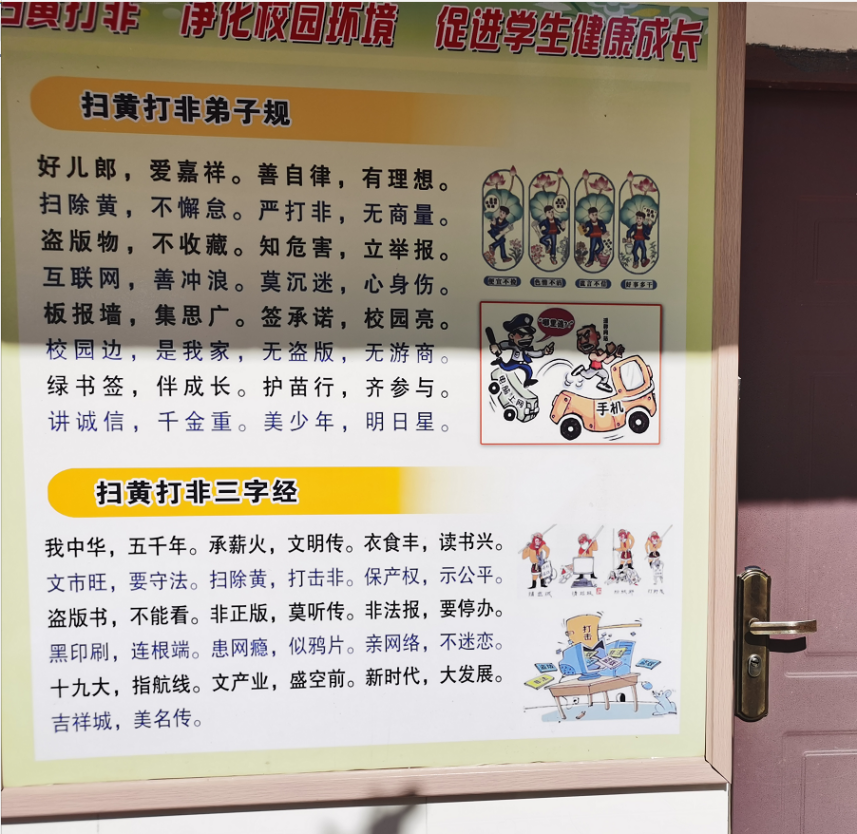 扫黄打非 净化校园环境 促进学生健康成长
扫黄打非弟子规
好儿郎，爱嘉祥。善自律，有理想。
扫除黄，不懈怠。严打非，无商量。
盗版物，不收藏。知危害，立举报。
互联网，善冲浪。莫沉迷，心身伤。
板报墙，集思广。签承诺，校园亮。
校园边，是我家，无盗版，无游商。
绿书签，伴成长。护苗行，齐参与。
讲诚信，千金重。美少年，明日星。
手机
扫黄打非三字经
我中华，五千年。承薪火，文明传。衣食丰，读书兴。
文市旺，要守法。扫除黄，打击非。保产权，示公平。
盗版书，不能看。非正版，莫听传。非法报，要停办。
黑印刷，连根端。患网瘾，似鸦片。亲网络，不迷恋。
十九大，指航线。文产业，盛空前。新时代，大发展。
吉祥城，美名传。
打击